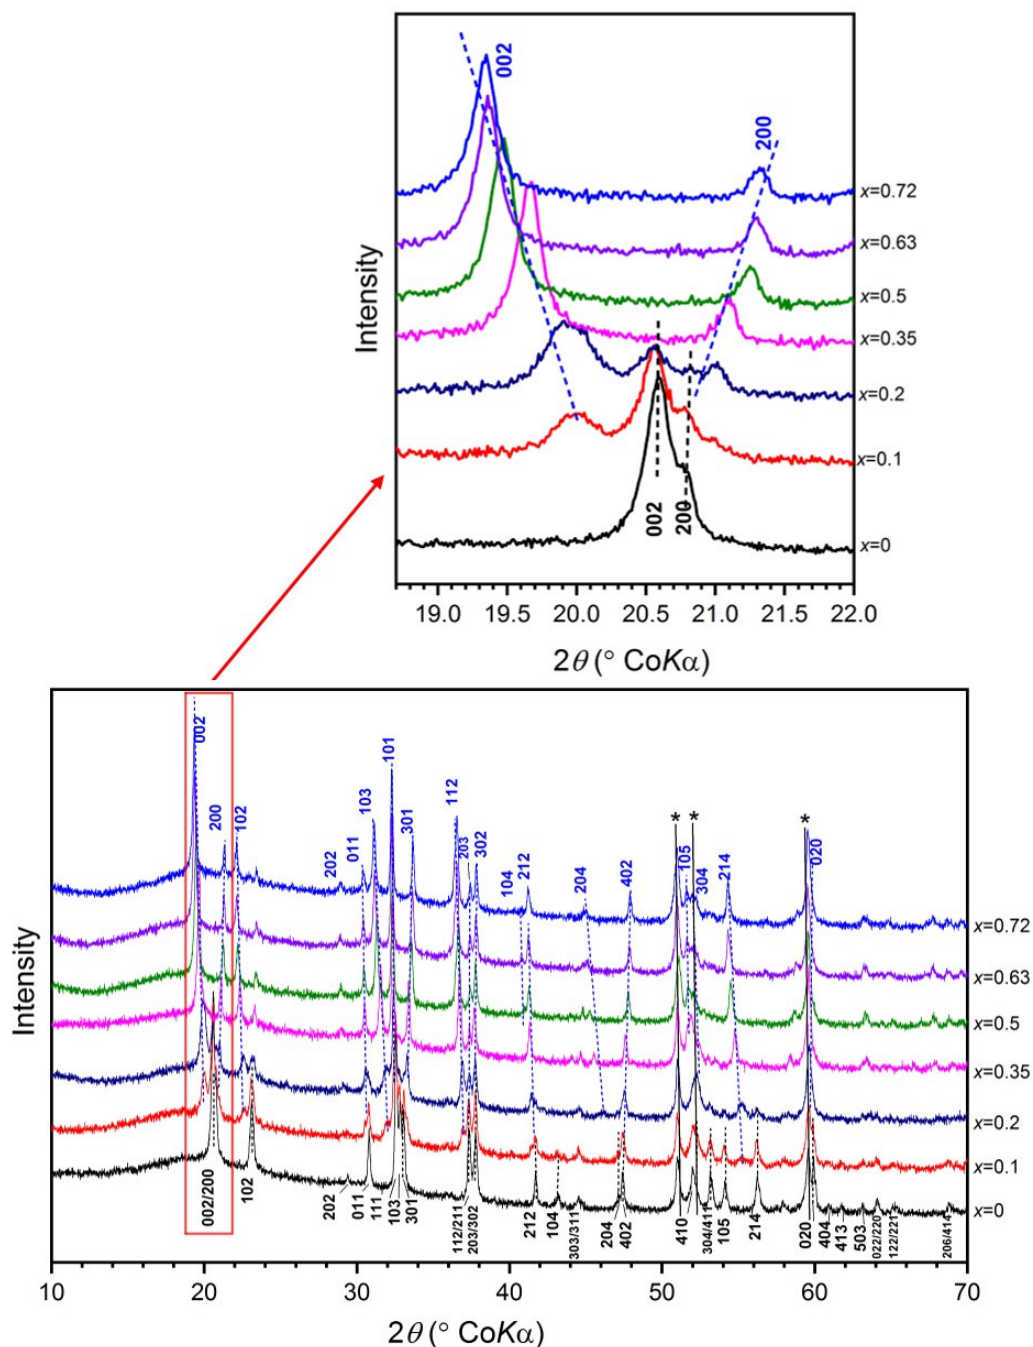 002
200
x=0.72
x=0.63
x=0.5
x=0.35
x=0.2
x=0.1
x=0
002
200
Intensity
19.0 19.5 20.0 20.5 21.0 21.5 22.0
2θ (° CoKα)
002
200
102
202
011
103
101
301
112
203
302
104
212
204
402
*
105
*
304
214
*
020
x=0.72
x=0.63
x=0.5
x=0.35
x=0.2
x=0.1
x=0
002/200
102
202
011
111
103
301
112/211
203/302
212
104
303/311
204
402
410
304/411
105
214
020
404
413
503
022/220
122/221
206/414
Intensity
10 20 30 40 50 60 70
2θ (° CoKα)